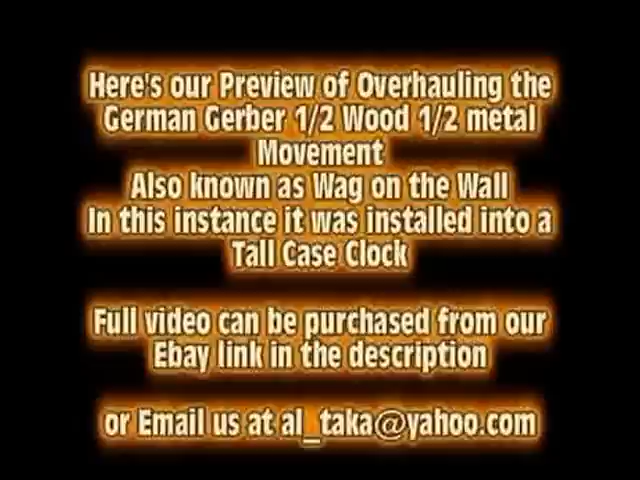 Here's our Preview of Overhauling the
German Gerber 1/2 Wood 1/2 metal
Movement
Also known as Wag on the Wall
In this instance it was installed into a
Tall Case Clock
Full video can be purchased from our
Ebay link in the description
or Email us at al_taka@yahoo.com